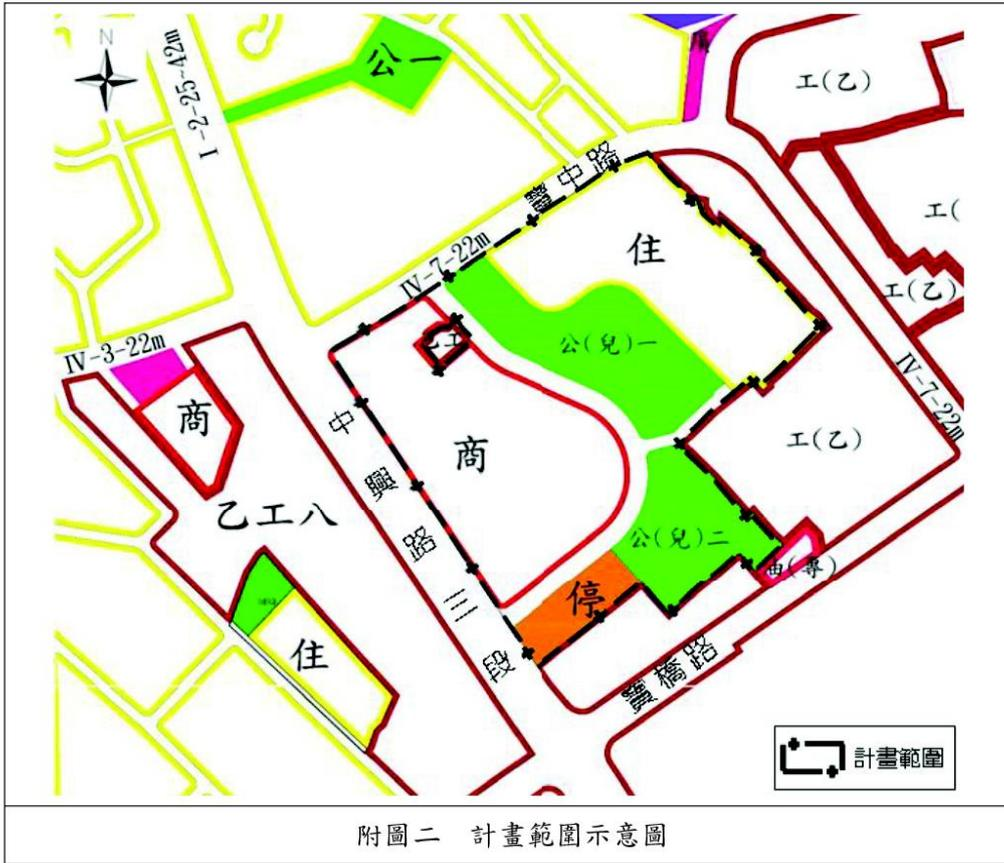 N
I-2-25~42m
公一
工(乙)
工(
寶中路
住
IV-7-22m
工(乙)
公(兒)一
乙工
IV-3-22m
商
商
中興路三段
IV-7-22m
工(乙)
乙工八
公(兒)二
停
住
寶橋路
計畫範圍
附圖二 計畫範圍示意圖